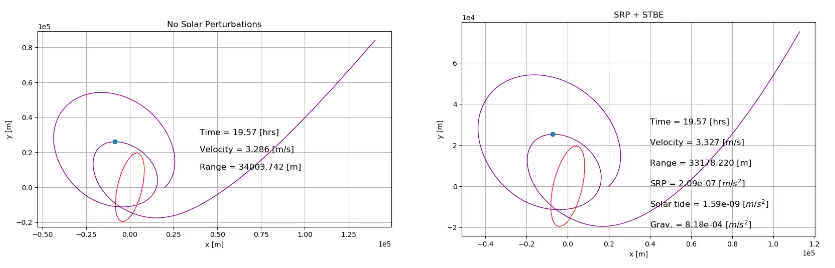 No Solar Perturbations
1e5
0.8
0.6
0.4
0.2
0.0
−0.2
y [m]
Time = 19.57 [hrs]
Velocity = 3.286 [m/s]
Range = 34003.742 [m]
−0.50 −0.25 0.00 0.25 0.50 0.75 1.00 1.25
1e5
x [m]
SRP + STBE
1e4
6
4
2
0
−2
y [m]
Time = 19.57 [hrs]
Velocity = 3.327 [m/s]
Range = 33178.220 [m]
SRP = 2.09e-07 [m/s²]
Solar tide = 1.59e-09 [m/s²]
Grav. = 8.18e-04 [m/s²]
−0.4 −0.2 0.0 0.2 0.4 0.6 0.8 1.0 1.2
1e5
x [m]